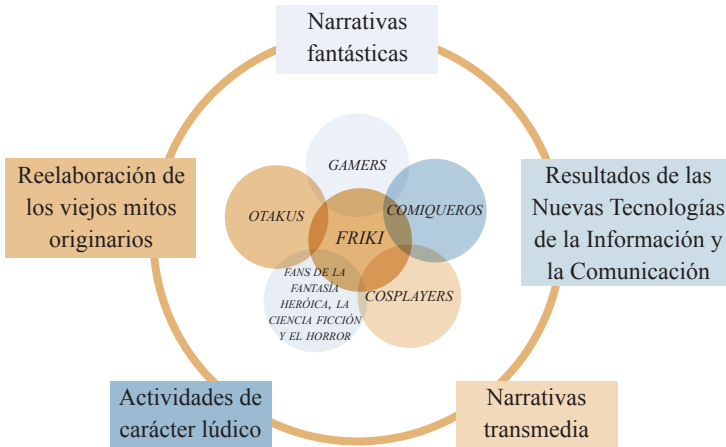 Narrativas
fantásticas
Reelaboración de
los viejos mitos
originarios
Resultados de las
Nuevas Tecnologías
de la Información y
la Comunicación
GAMERS
OTAKUS
COMIQUEROS
FRIKI
FANS DE LA
FANTASÍA
HERÓICA, LA
CIENCIA FICCIÓN
Y EL HORROR
COSPLAYERS
Actividades de
carácter lúdico
Narrativas
transmedia